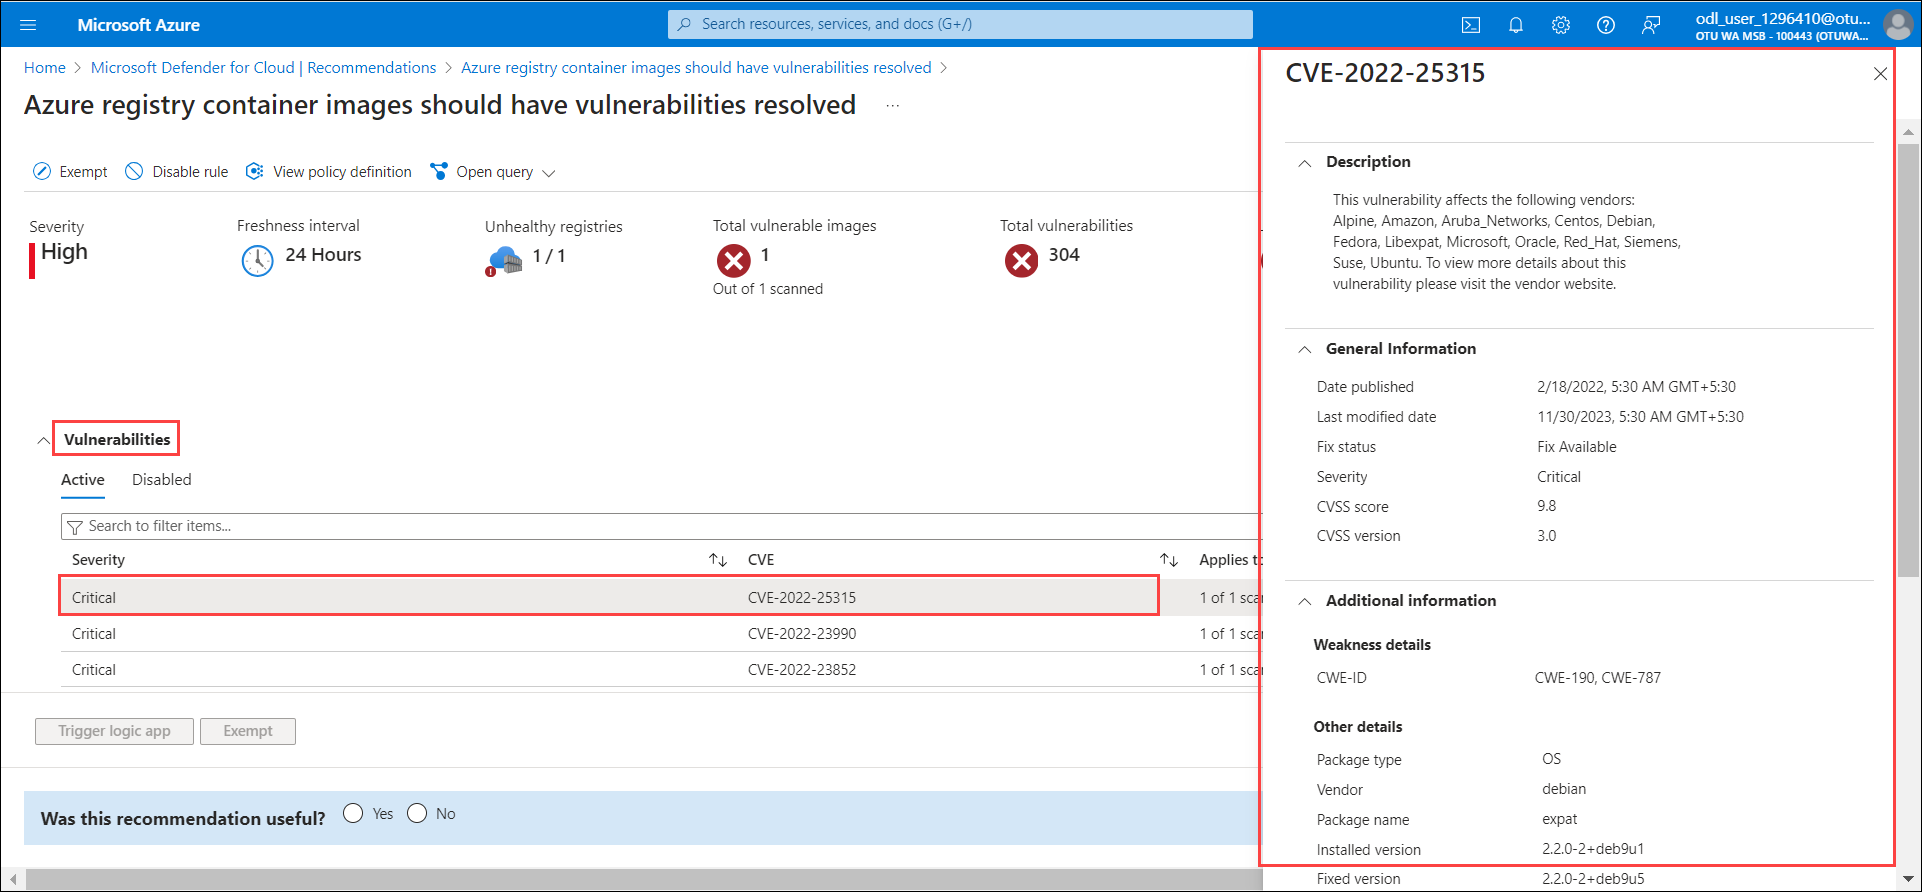 Microsoft Azure
Search resources, services, and docs (G+/)
odl_user_1296410@otu...
OTU WA MSB - 100443 (OTUWA...
Home > Microsoft Defender for Cloud | Recommendations > Azure registry container images should have vulnerabilities resolved >
Azure registry container images should have vulnerabilities resolved ...
Exempt Disable rule View policy definition Open query
Severity
High
Freshness interval
24 Hours
Unhealthy registries
1 / 1
Total vulnerable images
1
Out of 1 scanned
Total vulnerabilities
304
Vulnerabilities
Active Disabled
Search to filter items...
Severity CVE Applies to
Critical CVE-2022-25315 1 of 1 sca
Critical CVE-2022-23990 1 of 1 sca
Critical CVE-2022-23852 1 of 1 sca
Trigger logic app Exempt
Was this recommendation useful? Yes No
CVE-2022-25315
Description
This vulnerability affects the following vendors:
Alpine, Amazon, Aruba_Networks, Centos, Debian,
Fedora, Libexpat, Microsoft, Oracle, Red_Hat, Siemens,
Suse, Ubuntu. To view more details about this
vulnerability please visit the vendor website.
General Information
Date published 2/18/2022, 5:30 AM GMT+5:30
Last modified date 11/30/2023, 5:30 AM GMT+5:30
Fix status Fix Available
Severity Critical
CVSS score 9.8
CVSS version 3.0
Additional information
Weakness details
CWE-ID CWE-190, CWE-787
Other details
Package type OS
Vendor debian
Package name expat
Installed version 2.2.0-2+deb9u1
Fixed version 2.2.0-2+deb9u5